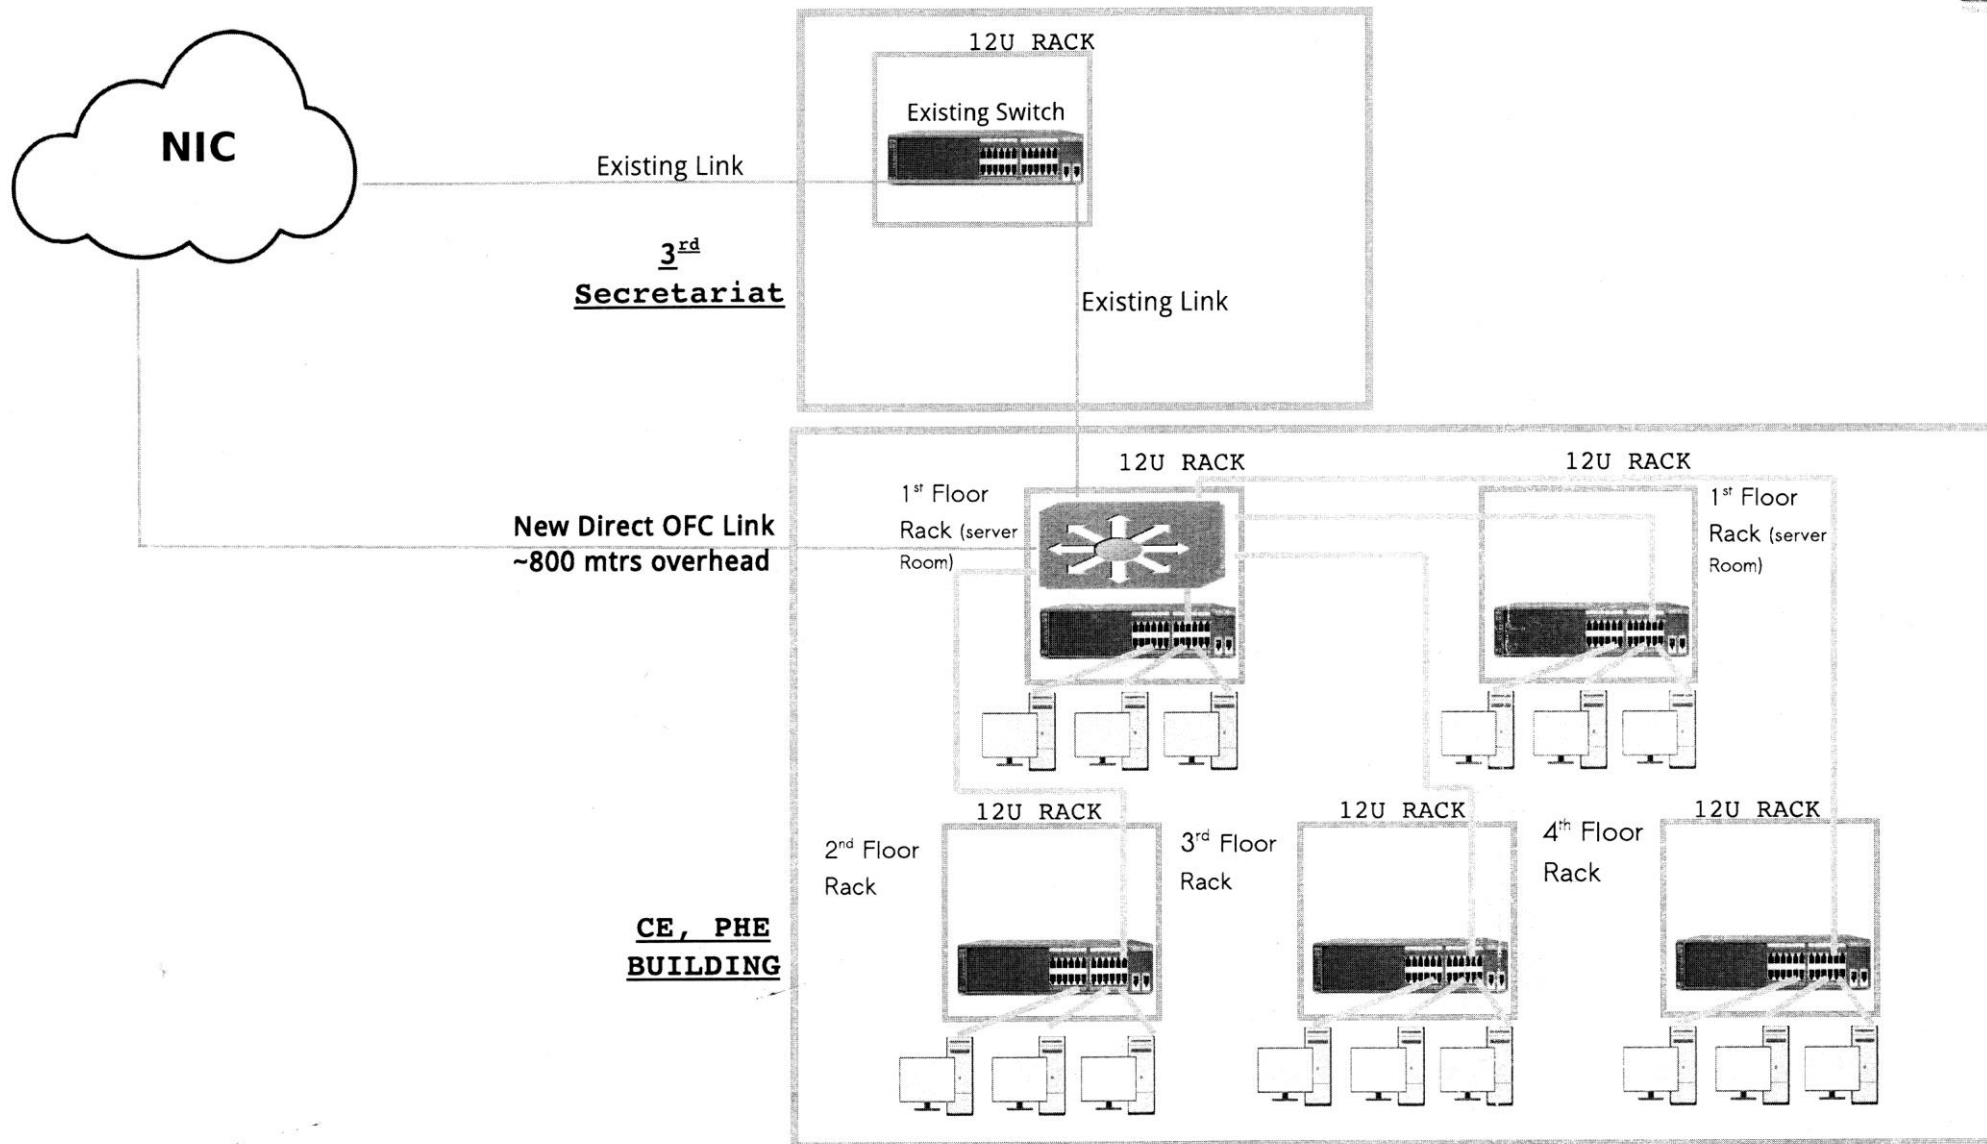 12U RACK
Existing Switch
NIC
Existing Link
3rd
Secretariat
Existing Link
12U RACK
12U RACK
1st Floor
Rack (server
Room)
1st Floor
Rack (server
Room)
New Direct OFC Link
~800 mtrs overhead
12U RACK
12U RACK
12U RACK
2nd Floor
Rack
3rd Floor
Rack
4th Floor
Rack
CE, PHE
BUILDING